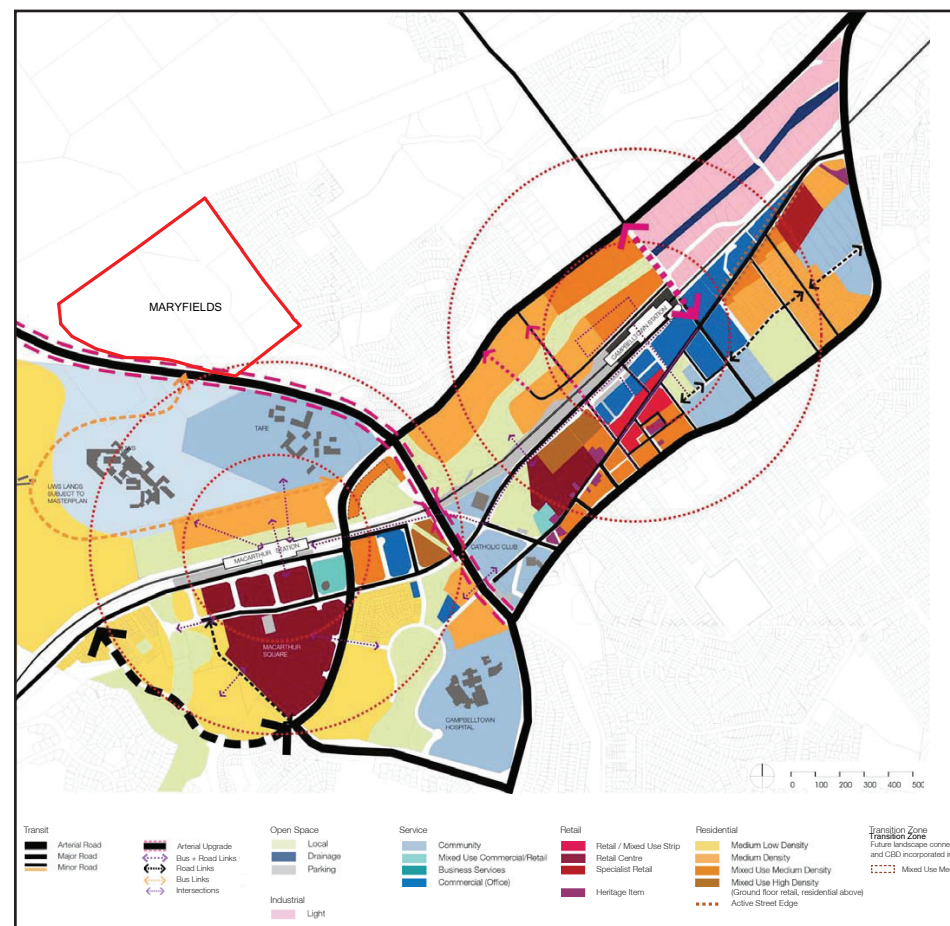 MARYFIELDS
CAMPBELLTOWN STATION
TAFE
UWS LANDS
SUBJECT TO
MASTERPLAN
MACARTHUR STATION
CATHOLIC CLUB
MACARTHUR
SQUARE
CAMPBELLTOWN
HOSPITAL
0 100 200 300 400 500
Transit
Arterial Road
Major Road
Minor Road
Arterial Upgrade
Bus + Road Links
Road Links
Bus Links
Intersections
Open Space
Local
Drainage
Parking
Industrial
Light
Service
Community
Mixed Use Commercial/Retail
Business Services
Commercial (Office)
Retail
Retail / Mixed Use Strip
Retail Centre
Specialist Retail
Heritage Item
Residential
Medium Low Density
Medium Density
Mixed Use Medium Density
Mixed Use High Density
(Ground floor retail, residential above)
Active Street Edge
Transition Zone
Transition Zone
Future landscape conne
and CBD incorporated i
Mixed Use Me